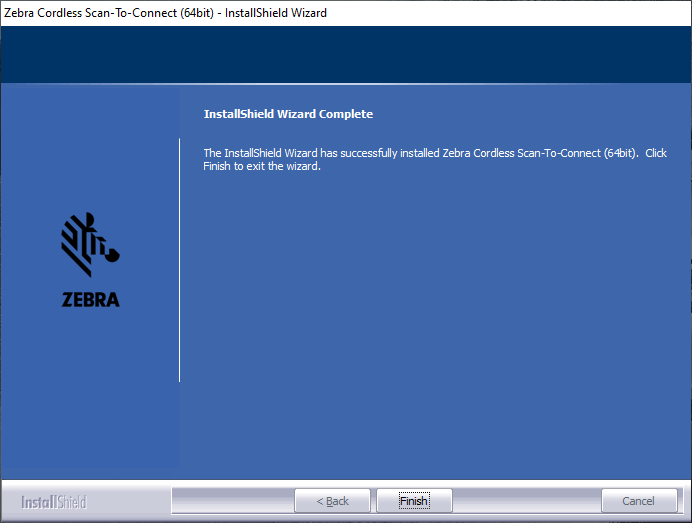 Zebra Cordless Scan-To-Connect (64bit) - InstallShield Wizard
InstallShield Wizard Complete
The InstallShield Wizard has successfully installed Zebra Cordless Scan-To-Connect (64bit). Click
Finish to exit the wizard.
ZEBRA
InstallShield
< Back
Finish
Cancel